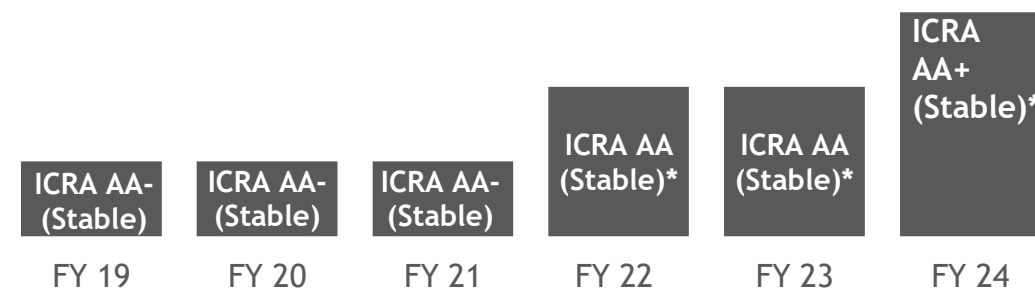 ICRA AA-
(Stable)
ICRA AA-
(Stable)
ICRA AA-
(Stable)
ICRA AA
(Stable)*
ICRA AA
(Stable)*
ICRA
AA+
(Stable)*
FY 19
FY 20
FY 21
FY 22
FY 23
FY 24